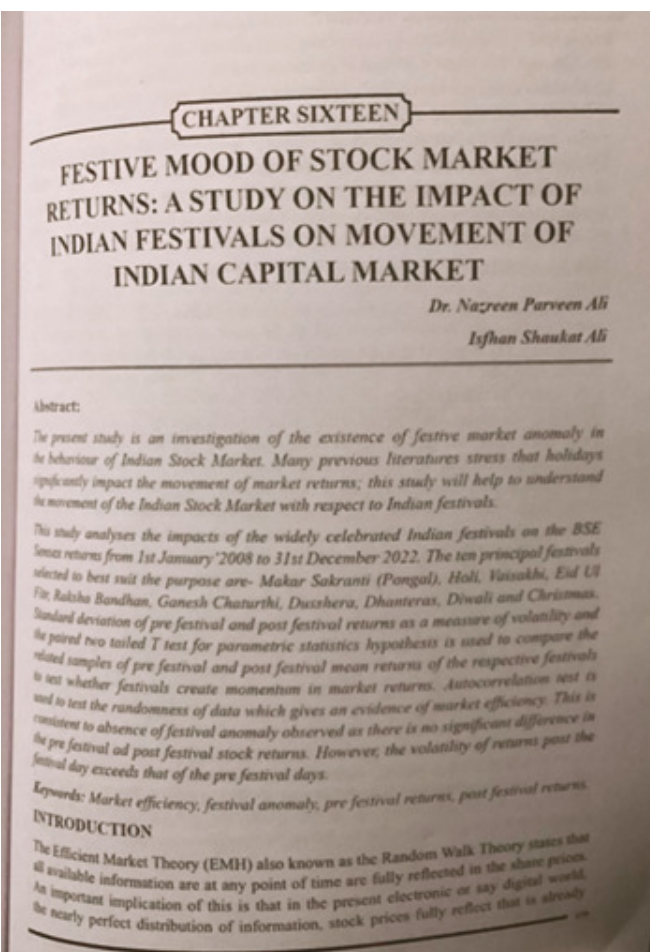 CHAPTER SIXTEEN
FESTIVE MOOD OF STOCK MARKET
RETURNS: A STUDY ON THE IMPACT OF
INDIAN FESTIVALS ON MOVEMENT OF
INDIAN CAPITAL MARKET
Dr. Nazreen Parveen Ali
Isfhan Shaukat Ali
Abstract:
The present study is an investigation of the existence of festive market anomaly in
the behaviour of Indian Stock Market. Many previous literatures stress that holidays
significantly impact the movement of market returns; this study will help to understand
the movement of the Indian Stock Market with respect to Indian festivals.
This study analyses the impacts of the widely celebrated Indian festivals on the BSE
Sensex returns from 1st January'2008 to 31st December 2022. The ten principal festivals
selected to best suit the purpose are- Makar Sakranti (Pongal), Holi, Vaisakhi, Eid Ul
Fitr, Raksha Bandhan, Ganesh Chaturthi, Dusshera, Dhanteras, Diwali and Christmas.
Standard deviation of pre festival and post festival returns as a measure of volatility and
the paired two tailed T test for parametric statistics hypothesis is used to compare the
related samples of pre festival and post festival mean returns of the respective festivals
to test whether festivals create momentum in market returns. Autocorrelation test is
used to test the randomness of data which gives an evidence of market efficiency. This is
consistent to absence of festival anomaly observed as there is no significant difference in
the pre festival ad post festival stock returns. However, the volatility of returns post the
festival day exceeds that of the pre festival days.
Keywords: Market efficiency, festival anomaly, pre festival returns, post festival returns.
INTRODUCTION
The Efficient Market Theory (EMH) also known as the Random Walk Theory states that
all available information are at any point of time are fully reflected in the share prices.
An important implication of this is that in the present electronic or say digital world,
the nearly perfect distribution of information, stock prices fully reflect that is already